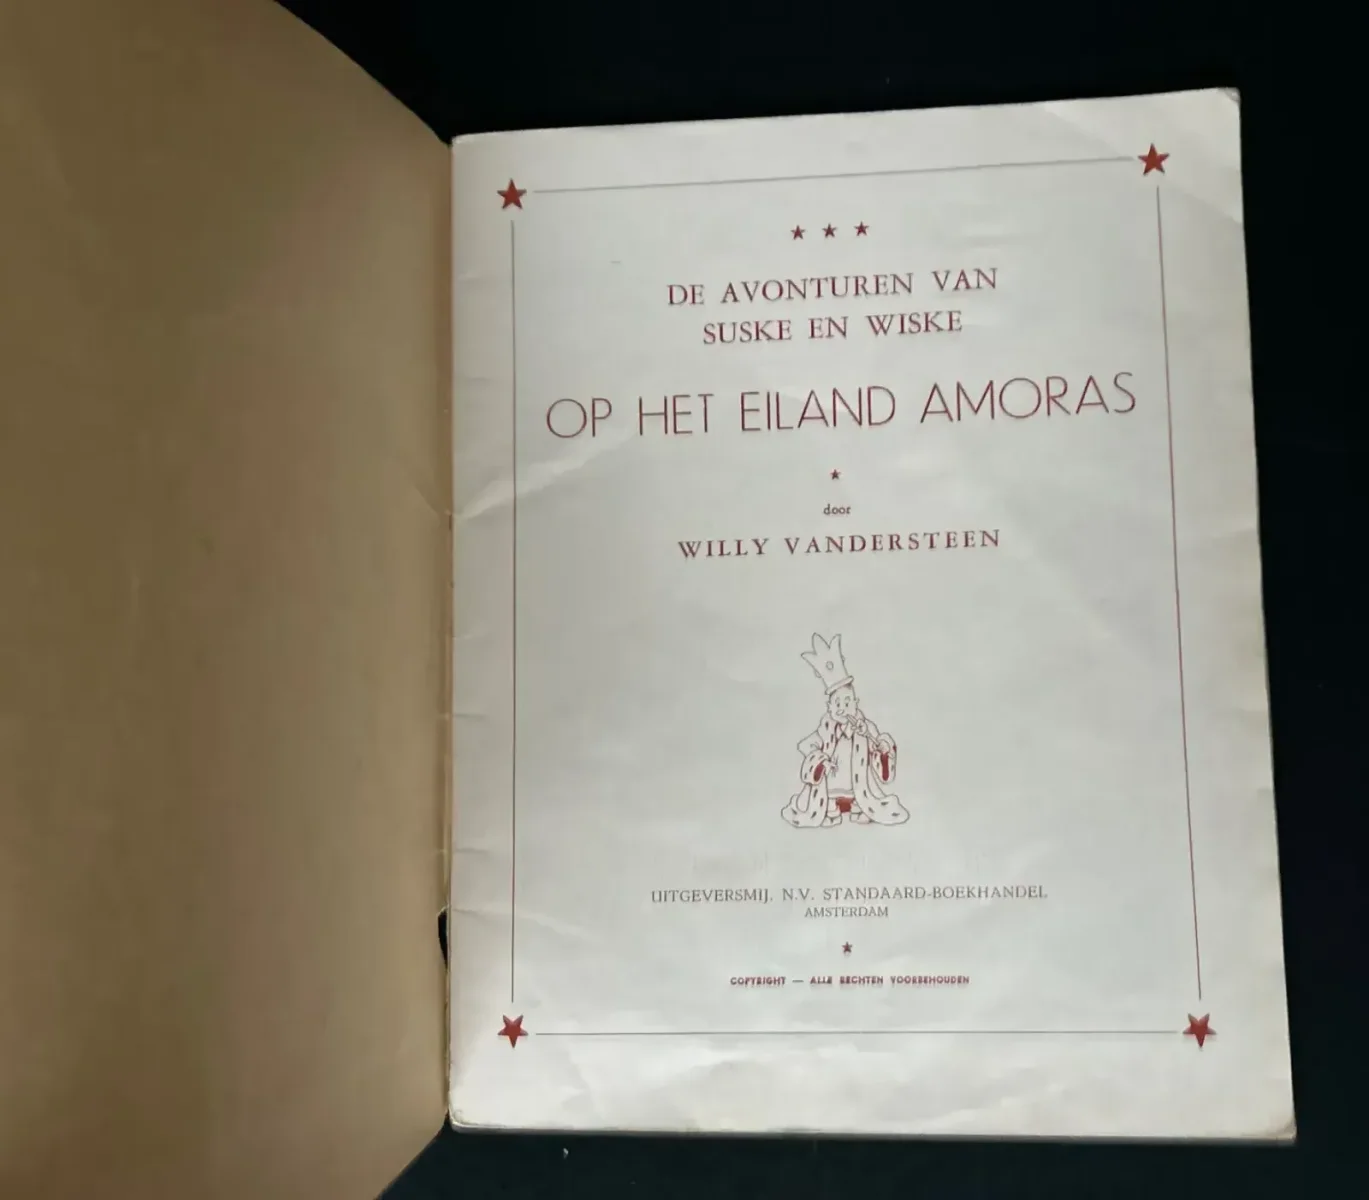 DE AVONTUREN VAN
SUSKE EN WISKE
OP HET EILAND AMORAS
door
WILLY VANDERSTEEN
UITGEVERSMIJ. N.V. STANDAARD-BOEKHANDEL
AMSTERDAM
COPYRIGHT — ALLE RECHTEN VOORBEHOUDEN